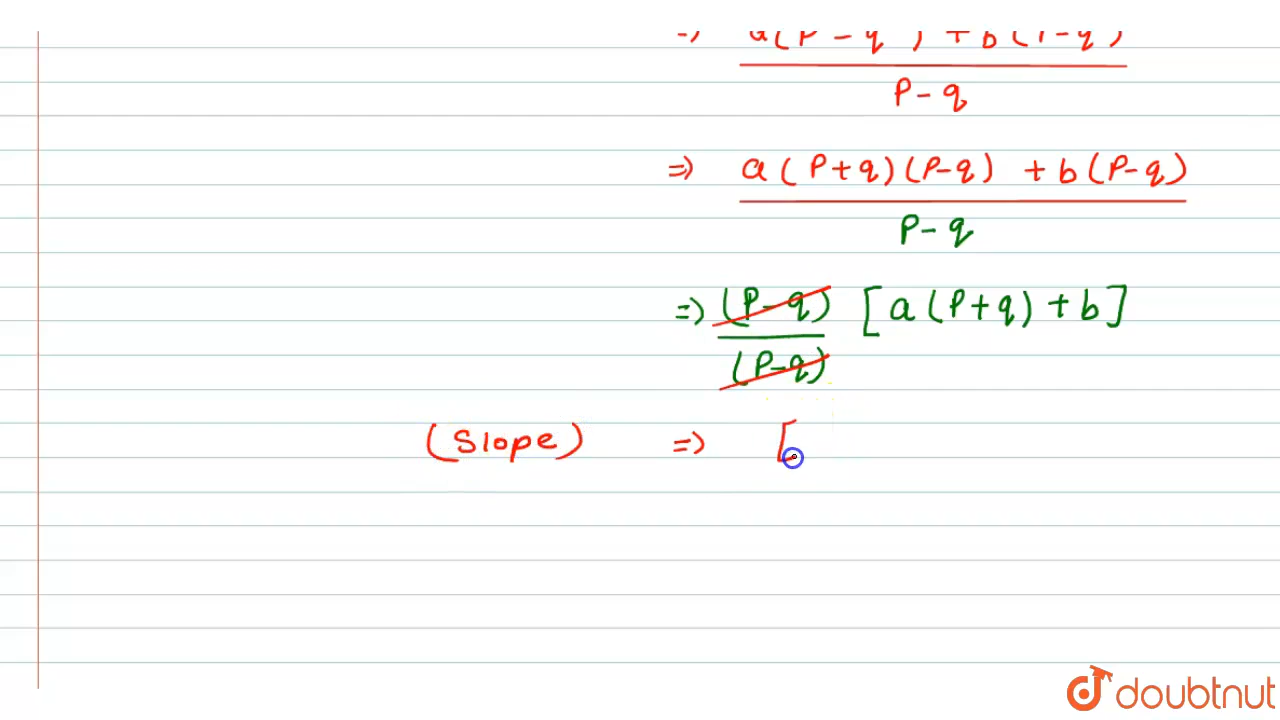 => a(P - q ) + b(P-q)
P - q
=> a(P+q)(P-q) + b(P-q)
P - q
=> (P-q) [a(P+q)+b]
(P-q)
(Slope) => [
doubtnut